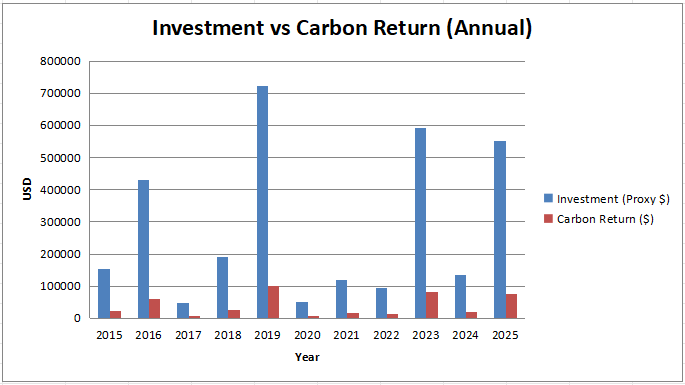 Investment vs Carbon Return (Annual)
800000
700000
600000
500000
400000
300000
200000
100000
0
USD
2015 2016 2017 2018 2019 2020 2021 2022 2023 2024 2025
Year
Investment (Proxy $)
Carbon Return ($)